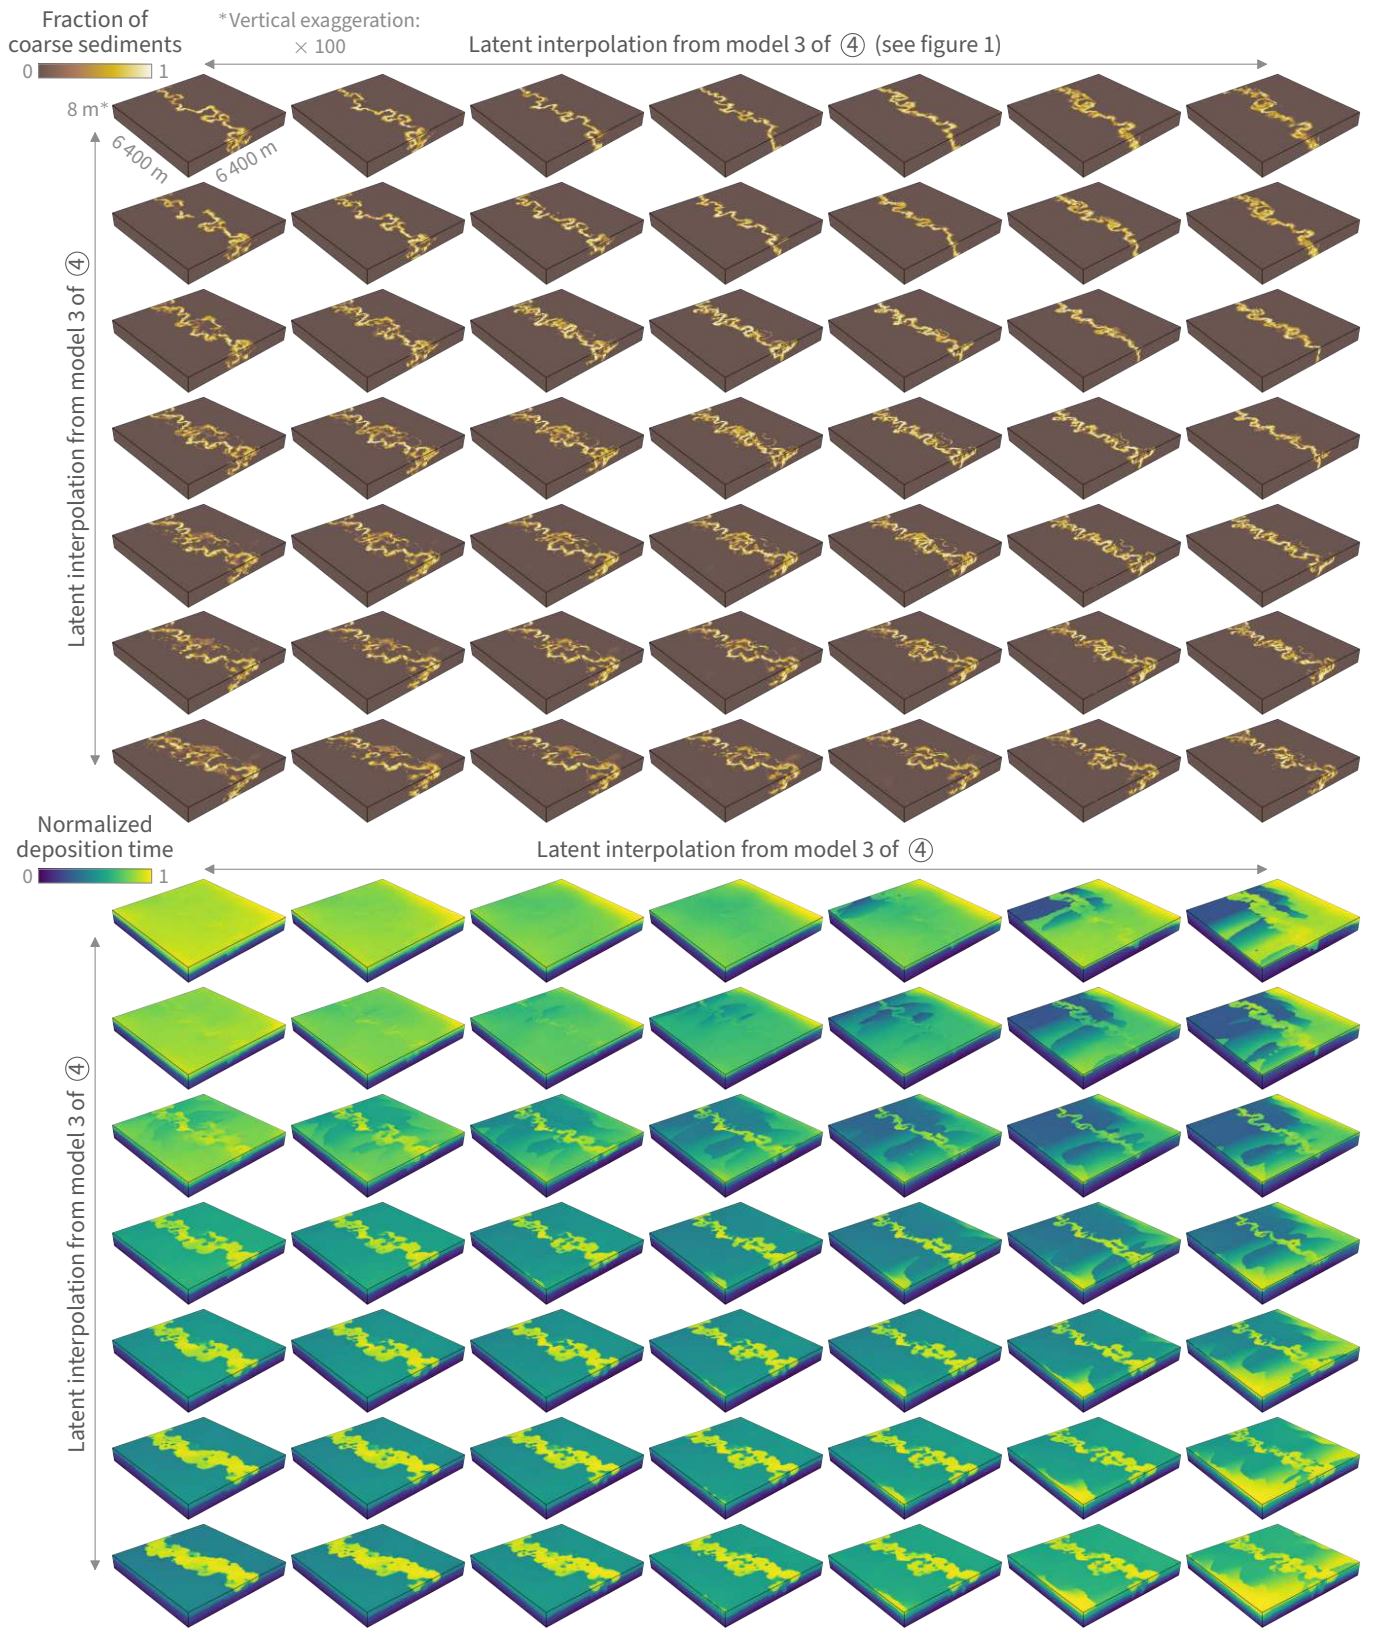 Fraction of
coarse sediments
0 1
*Vertical exaggeration:
× 100
Latent interpolation from model 3 of ④ (see figure 1)
8 m*
6 400 m
6 400 m
Latent interpolation from model 3 of ④
Normalized
deposition time
0 1
Latent interpolation from model 3 of ④
Latent interpolation from model 3 of ④